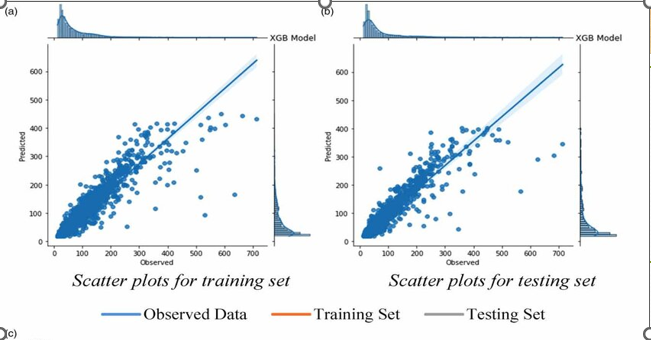 (a)
(b)
XGB Model
XGB Model
600
500
400
300
200
100
0
Predicted
0 100 200 300 400 500 600 700
Observed
600
500
400
300
200
100
0
Predicted
0 100 200 300 400 500 600 700
Observed
Scatter plots for training set
Scatter plots for testing set
Observed Data
Training Set
Testing Set
(c)